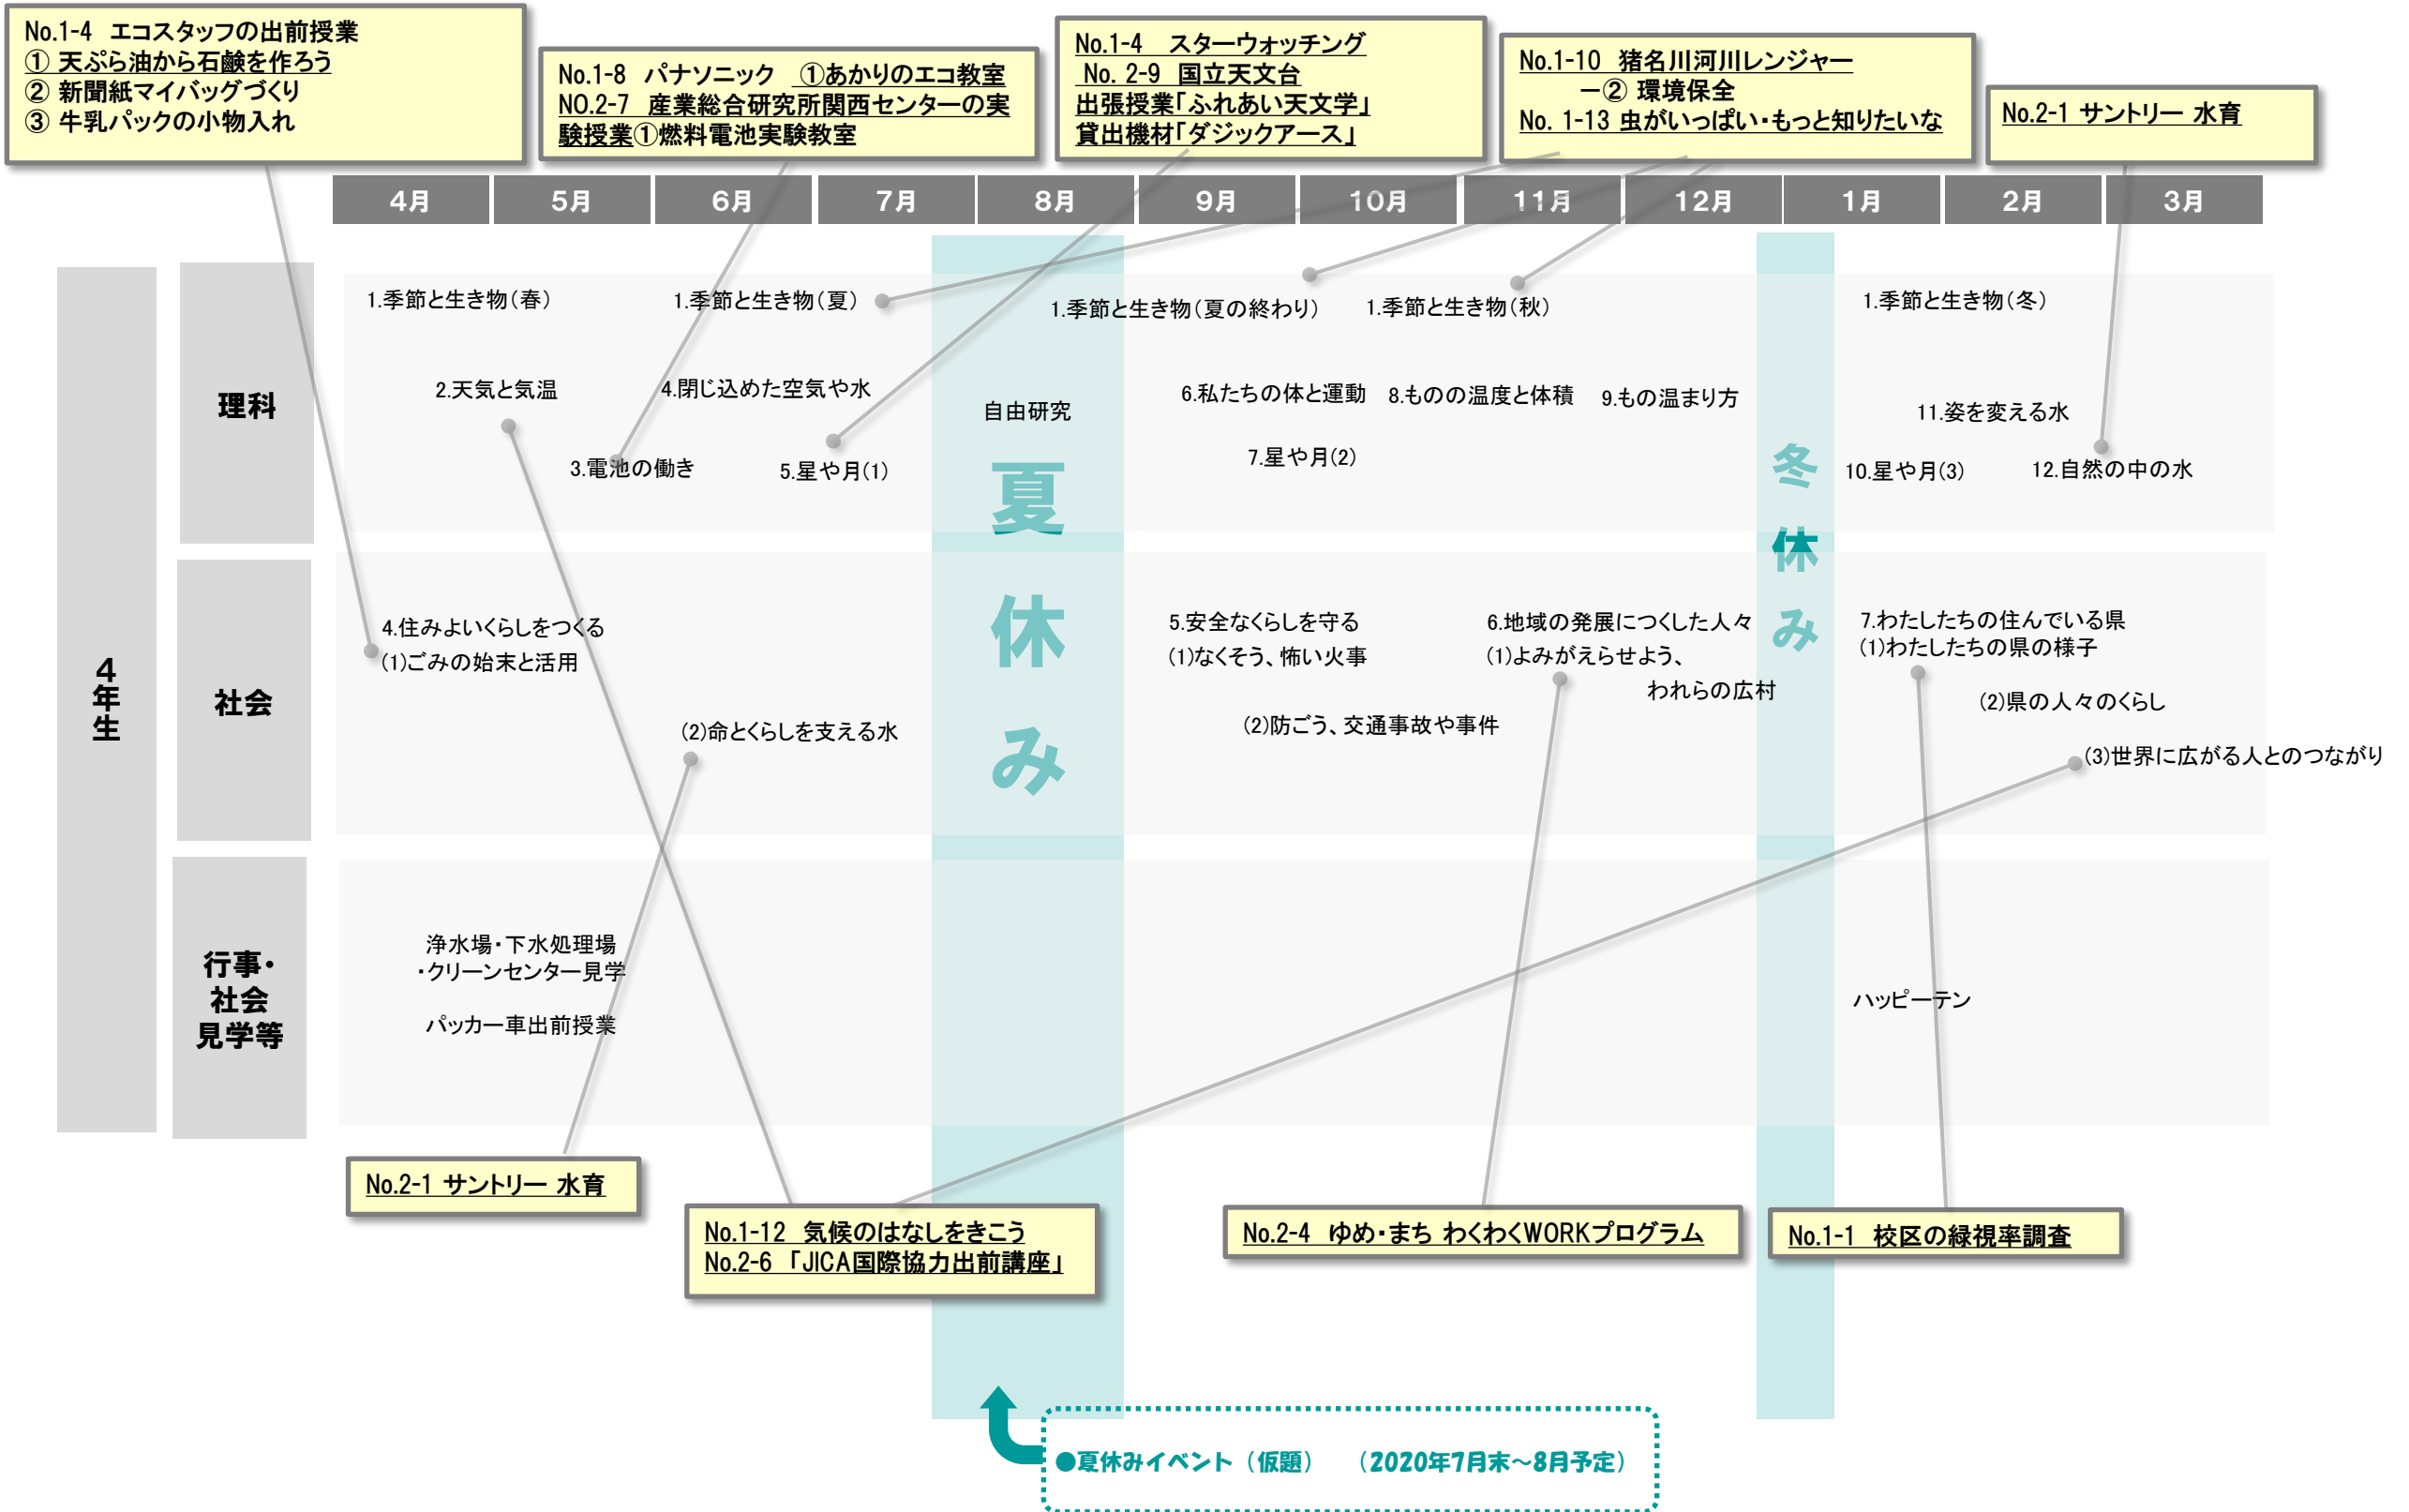 No.1-4 エコスタッフの出前授業
① 天ぷら油から石鹸を作ろう
② 新聞紙マイバッグづくり
③ 牛乳パックの小物入れ
No.1-8 パナソニック ①あかりのエコ教室
NO.2-7 産業総合研究所関西センターの実
験授業①燃料電池実験教室
No.1-4 スターウォッチング
No. 2-9 国立天文台
出張授業「ふれあい天文学」
貸出機材「ダジックアース」
No.1-10 猪名川河川レンジャー
－② 環境保全
No. 1-13 虫がいっぱい・もっと知りたいな
No.2-1 サントリー 水育
4月 5月 6月 7月 8月 9月 10月 11月 12月 1月 2月 3月
4年生
理科
1.季節と生き物(春)
1.季節と生き物(夏)
1.季節と生き物(夏の終わり)
1.季節と生き物(秋)
1.季節と生き物(冬)
2.天気と気温
4.閉じ込めた空気や水
自由研究
6.私たちの体と運動
8.ものの温度と体積
9.もの温まり方
11.姿を変える水
3.電池の働き
5.星や月(1)
7.星や月(2)
10.星や月(3)
12.自然の中の水
夏休み
冬休み
社会
4.住みよいくらしをつくる
(1)ごみの始末と活用
(2)命とくらしを支える水
5.安全なくらしを守る
(1)なくそう、怖い火事
(2)防ごう、交通事故や事件
6.地域の発展につくした人々
(1)よみがえらせよう、
われらの広村
7.わたしたちの住んでいる県
(1)わたしたちの県の様子
(2)県の人々のくらし
(3)世界に広がる人とのつながり
行事・
社会
見学等
浄水場・下水処理場
・クリーンセンター見学
パッカー車出前授業
ハッピーテン
No.2-1 サントリー 水育
No.1-12 気候のはなしをきこう
No.2-6 「JICA国際協力出前講座」
No.2-4 ゆめ・まち わくわくWORKプログラム
No.1-1 校区の緑視率調査
●夏休みイベント（仮題） （2020年7月末～8月予定）